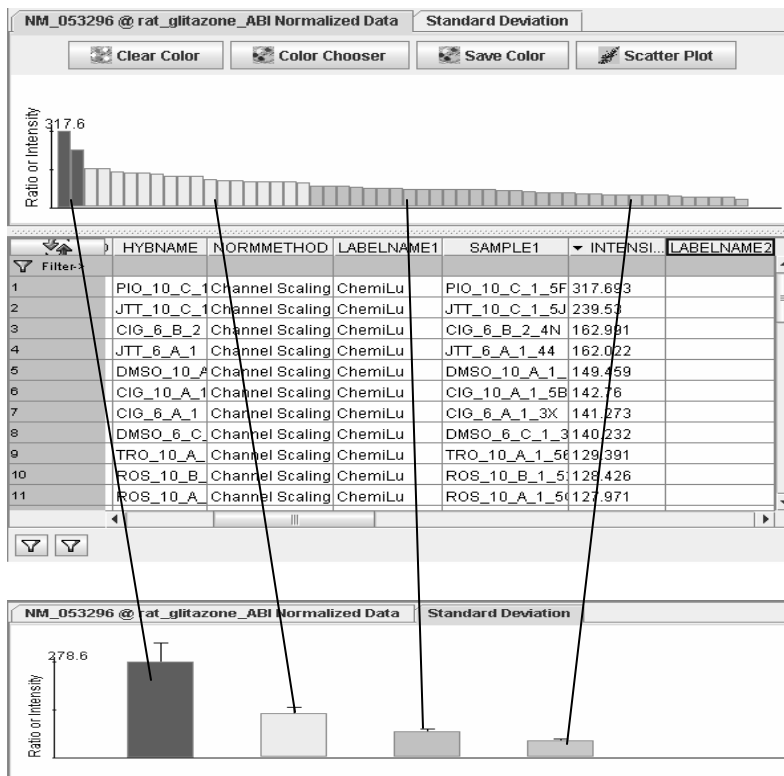 NM_053296 @ rat_glitazone_ABI Normalized Data Standard Deviation
Clear Color Color Chooser Save Color Scatter Plot
Ratio or Intensity
317.6
HYBNAME NORMMETHOD LABELNAME1 SAMPLE1 INTENSI... LABELNAME2
Filter->
1 PIO_10_C_1 Channel Scaling ChemiLu PIO_10_C_1_5F 317.693
2 JTT_10_C_1 Channel Scaling ChemiLu JTT_10_C_1_5J 239.53
3 CIG_6_B_2 Channel Scaling ChemiLu CIG_6_B_2_4N 162.991
4 JTT_6_A_1 Channel Scaling ChemiLu JTT_6_A_1_44 162.022
5 DMSO_10_A Channel Scaling ChemiLu DMSO_10_A_1_ 149.459
6 CIG_10_A_1 Channel Scaling ChemiLu CIG_10_A_1_5B 142.76
7 CIG_6_A_1 Channel Scaling ChemiLu CIG_6_A_1_3X 141.273
8 DMSO_6_C_ Channel Scaling ChemiLu DMSO_6_C_1_3 140.232
9 TRO_10_A_ Channel Scaling ChemiLu TRO_10_A_1_56 129.391
10 ROS_10_B_ Channel Scaling ChemiLu 128.426
11 ROS_10_A_ Channel Scaling ChemiLu 127.971
NM_053296 @ rat_glitazone_ABI Normalized Data Standard Deviation
278.6
Ratio or Intensity